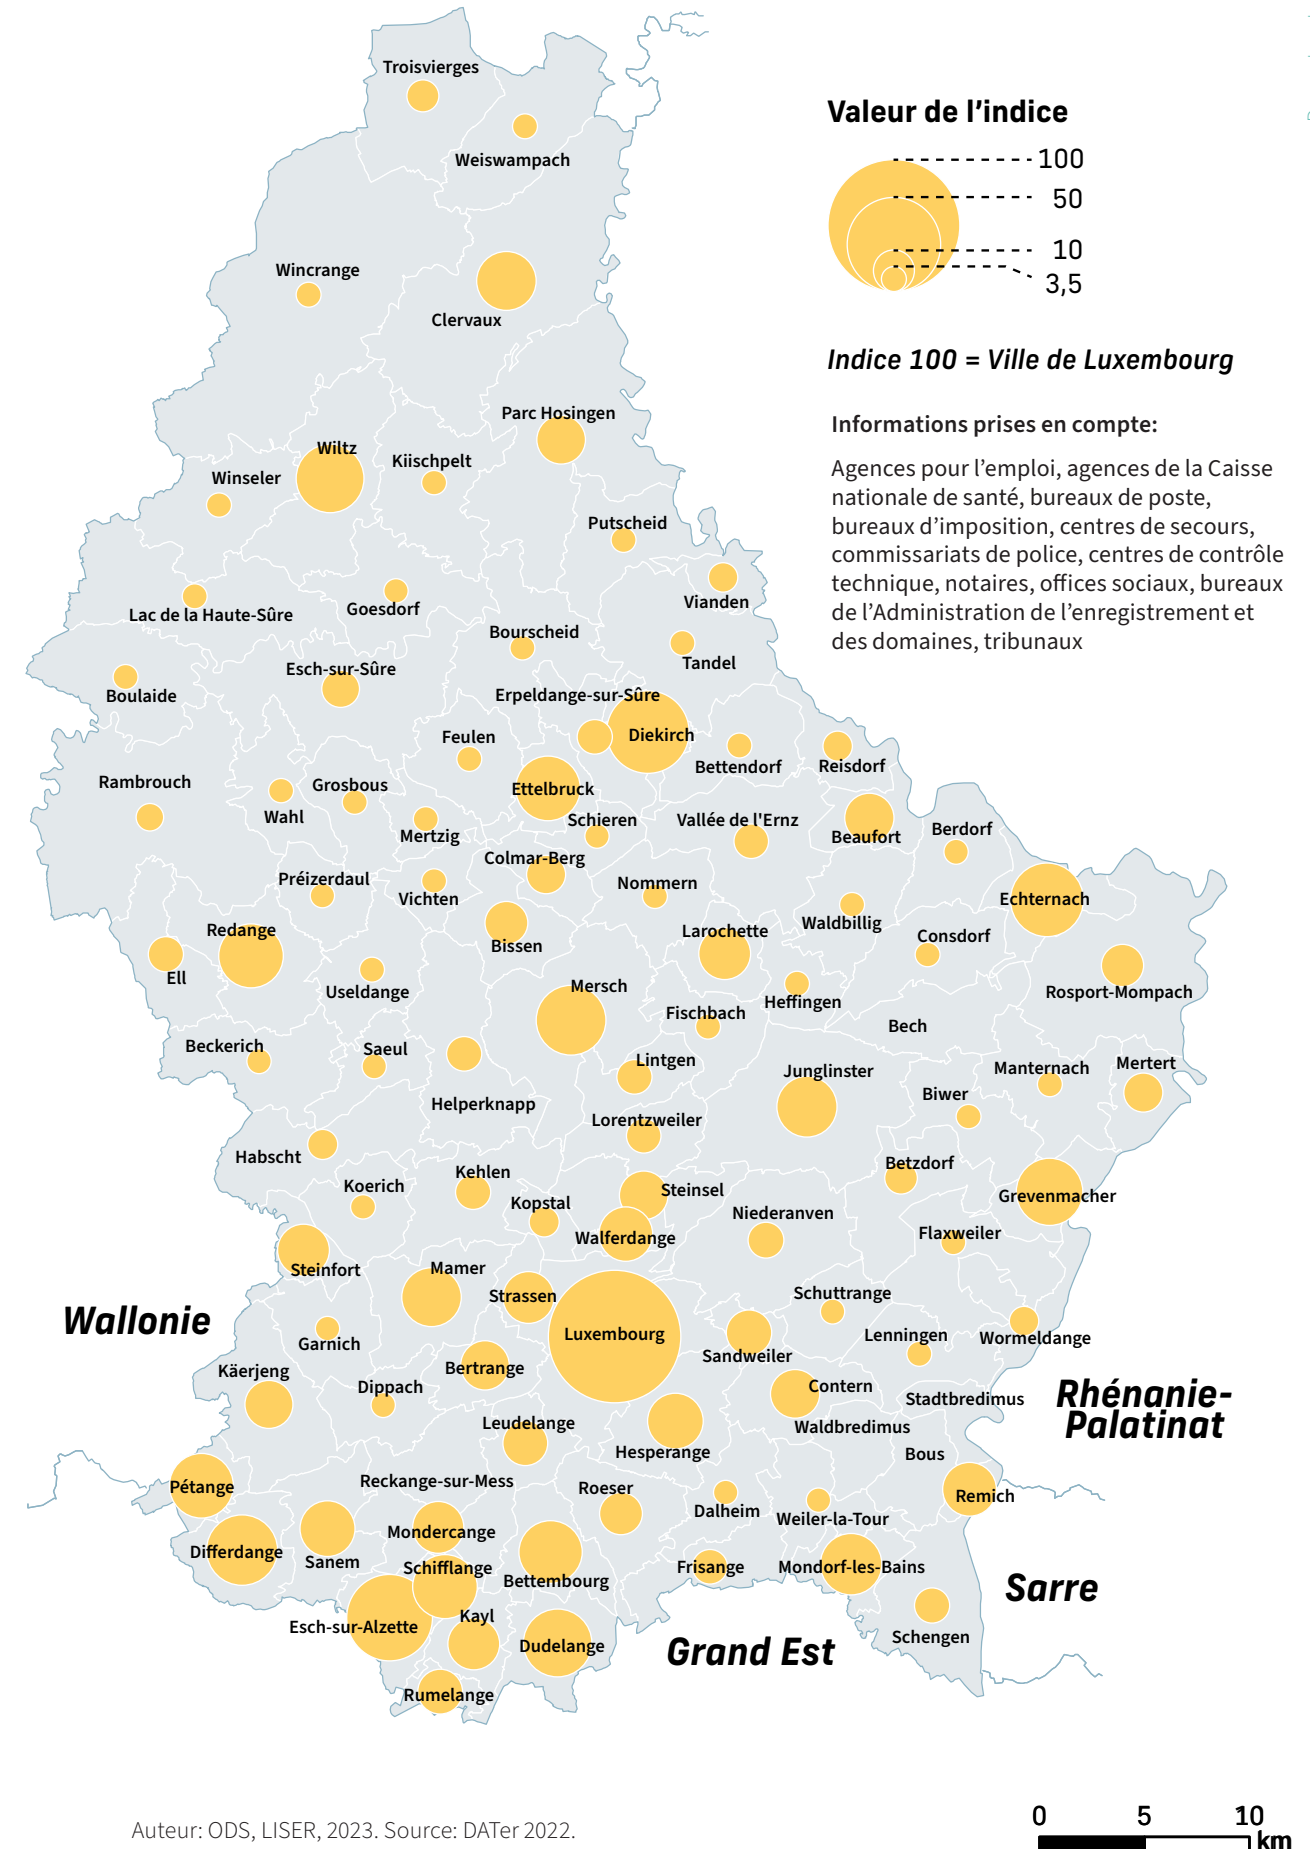 Troisvierges
Weiswampach
Valeur de l'indice
100
50
10
3,5
Wincrange
Clervaux
Indice 100 = Ville de Luxembourg
Informations prises en compte:
Agences pour l'emploi, agences de la Caisse
nationale de santé, bureaux de poste,
bureaux d'imposition, centres de secours,
commissariats de police, centres de contrôle
technique, notaires, offices sociaux, bureaux
de l'Administration de l'enregistrement et
des domaines, tribunaux
Parc Hosingen
Wiltz
Kiischpelt
Winseler
Putscheid
Vianden
Goesdorf
Lac de la Haute-Sûre
Bourscheid
Tandel
Esch-sur-Sûre
Boulaide
Erpeldange-sur-Sûre
Diekirch
Feulen
Bettendorf
Reisdorf
Rambrouch
Grosbous
Ettelbruck
Wahl
Schieren
Vallée de l'Ernz
Berdorf
Mertzig
Beaufort
Colmar-Berg
Préizerdaul
Nommern
Vichten
Echternach
Waldbillig
Redange
Larochette
Consdorf
Bissen
Ell
Useldange
Mersch
Rosport-Mompach
Heffingen
Fischbach
Bech
Beckerich
Saeul
Lintgen
Manternach
Mertert
Junglinster
Biwer
Helperknapp
Lorentzweiler
Habscht
Betzdorf
Kehlen
Koerich
Steinsel
Grevenmacher
Kopstal
Niederanven
Walferdange
Flaxweiler
Steinfort
Mamer
Strassen
Schuttrange
Wallonie
Luxembourg
Lenningen
Wormeldange
Garnich
Sandweiler
Käerjeng
Bertrange
Dippach
Contern
Stadtbredimus
Rhénanie-
Palatinat
Leudelange
Waldbredimus
Hesperange
Bous
Reckange-sur-Mess
Pétange
Roeser
Remich
Dalheim
Weiler-la-Tour
Mondercange
Differdange
Sanem
Schifflange
Bettembourg
Frisange
Mondorf-les-Bains
Sarre
Kayl
Esch-sur-Alzette
Schengen
Dudelange
Grand Est
Rumelange
Auteur: ODS, LISER, 2023. Source: DATer 2022.
0 5 10
km